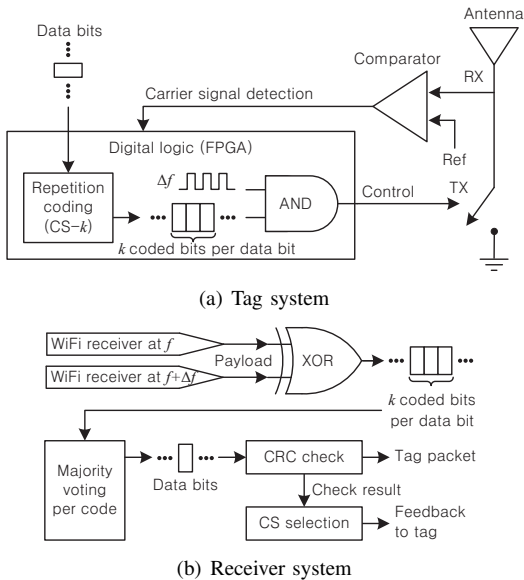 Antenna
Data bits
Comparator
RX
Carrier signal detection
Digital logic (FPGA)
Ref
Δf
Repetition
coding
(CS-k)
AND
Control
TX
k coded bits per data bit
(a) Tag system
WiFi receiver at f
Payload
XOR
WiFi receiver at f+Δf
k coded bits
per data bit
Majority
voting
per code
Data bits
CRC check
Tag packet
Check result
CS selection
Feedback
to tag
(b) Receiver system